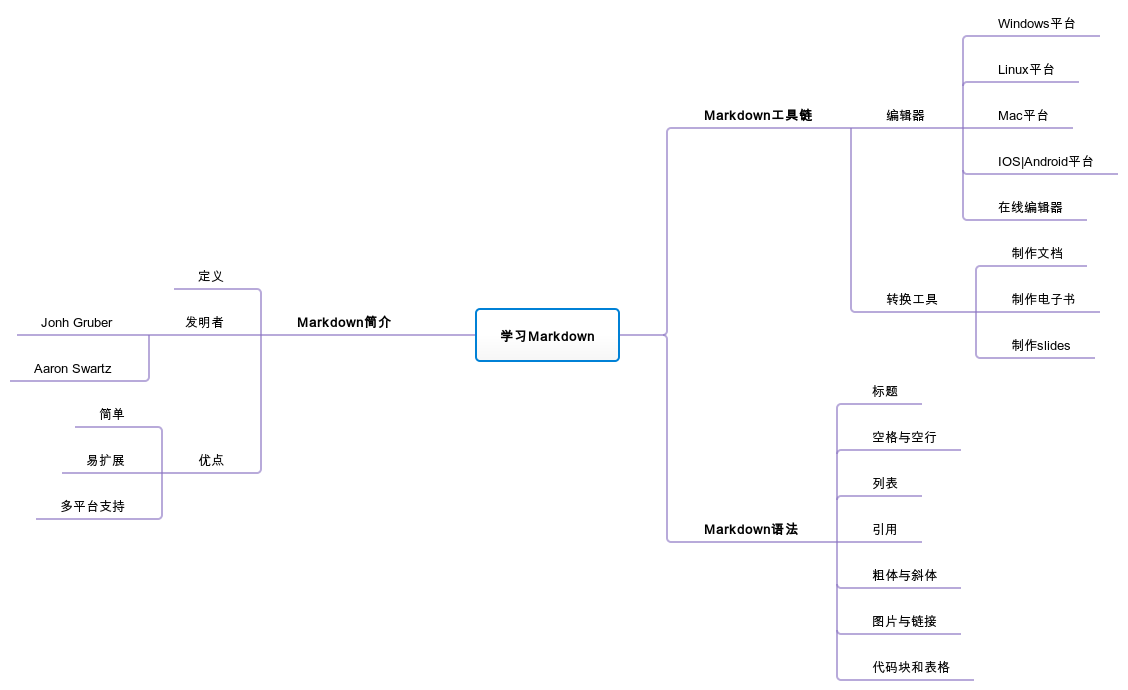 学习Markdown
Markdown简介
定义
发明者
Jonh Gruber
Aaron Swartz
优点
简单
易扩展
多平台支持
Markdown工具链
编辑器
Windows平台
Linux平台
Mac平台
IOS|Android平台
在线编辑器
转换工具
制作文档
制作电子书
制作slides
Markdown语法
标题
空格与空行
列表
引用
粗体与斜体
图片与链接
代码块和表格